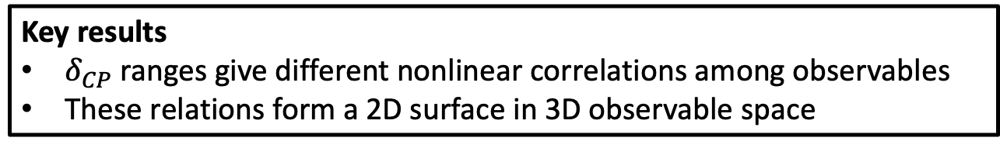 Key results
• δ_CP ranges give different nonlinear correlations among observables
• These relations form a 2D surface in 3D observable space